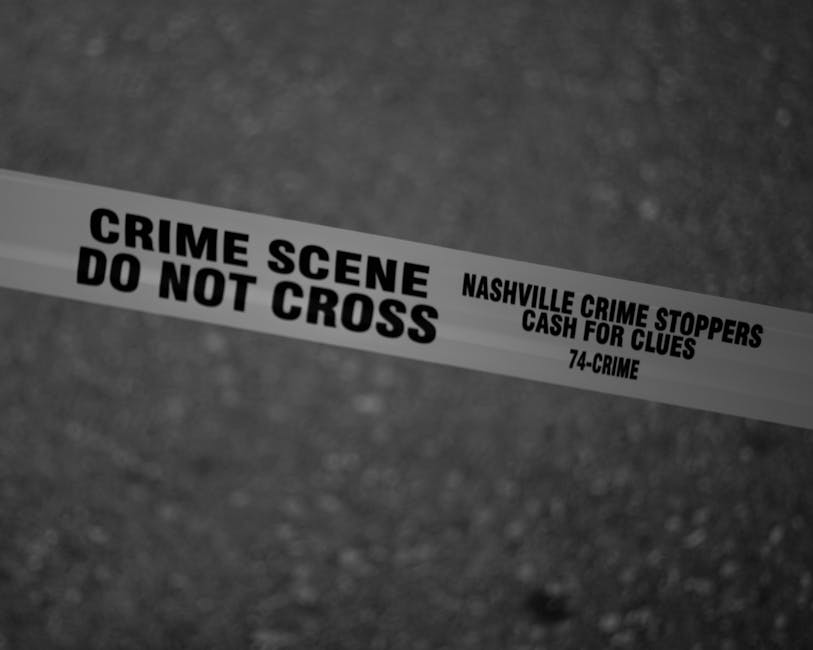 CRIME SCENE
DO NOT CROSS
NASHVILLE CRIME STOPPERS
CASH FOR CLUES
74-CRIME